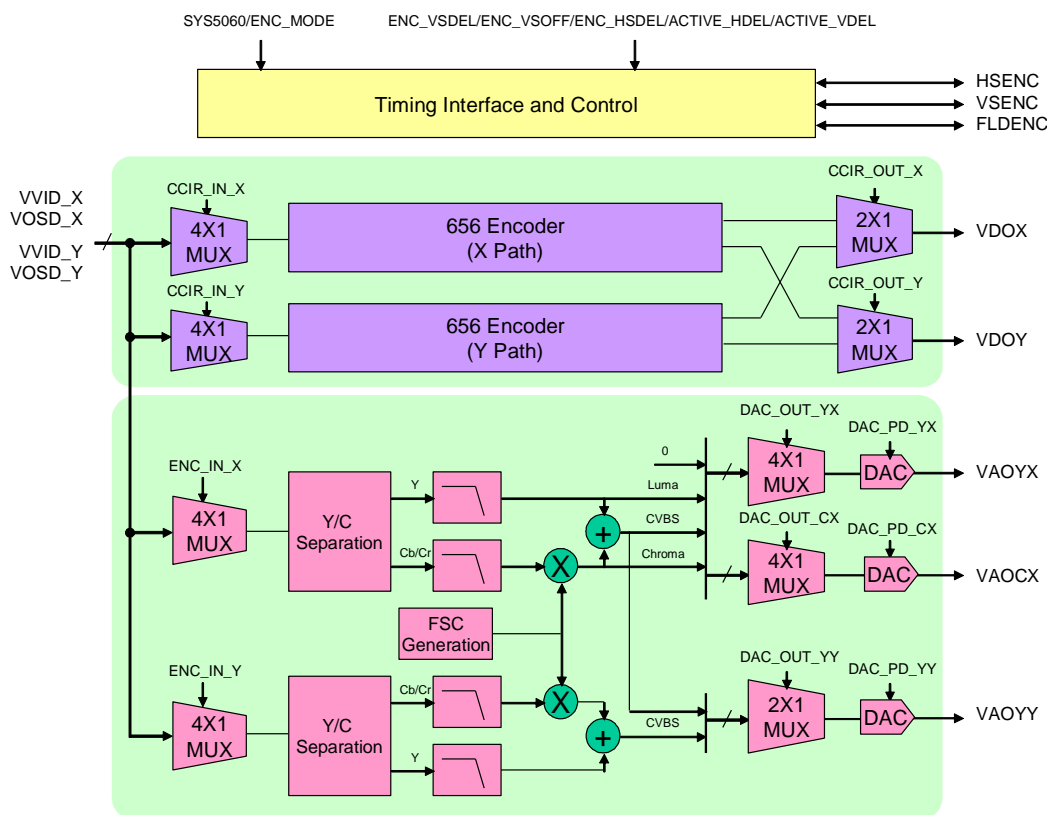 SYS5060/ENC_MODE
ENC_VSDEL/ENC_VSOFF/ENC_HSDEL/ACTIVE_HDEL/ACTIVE_VDEL
Timing Interface and Control
HSENC
VSENC
FLDENC
VVID_X
VOSD_X
VVID_Y
VOSD_Y
CCIR_IN_X
4X1
MUX
656 Encoder
(X Path)
CCIR_OUT_X
2X1
MUX
VDOX
CCIR_IN_Y
4X1
MUX
656 Encoder
(Y Path)
CCIR_OUT_Y
2X1
MUX
VDOY
ENC_IN_X
4X1
MUX
Y/C
Separation
Y
Cb/Cr
X
+
0
Luma
CVBS
Chroma
DAC_OUT_YX
4X1
MUX
DAC_PD_YX
DAC
VAOYX
DAC_OUT_CX
4X1
MUX
DAC_PD_CX
DAC
VAOCX
FSC
Generation
ENC_IN_Y
4X1
MUX
Y/C
Separation
Cb/Cr
Y
X
+
CVBS
DAC_OUT_YY
2X1
MUX
DAC_PD_YY
DAC
VAOYY